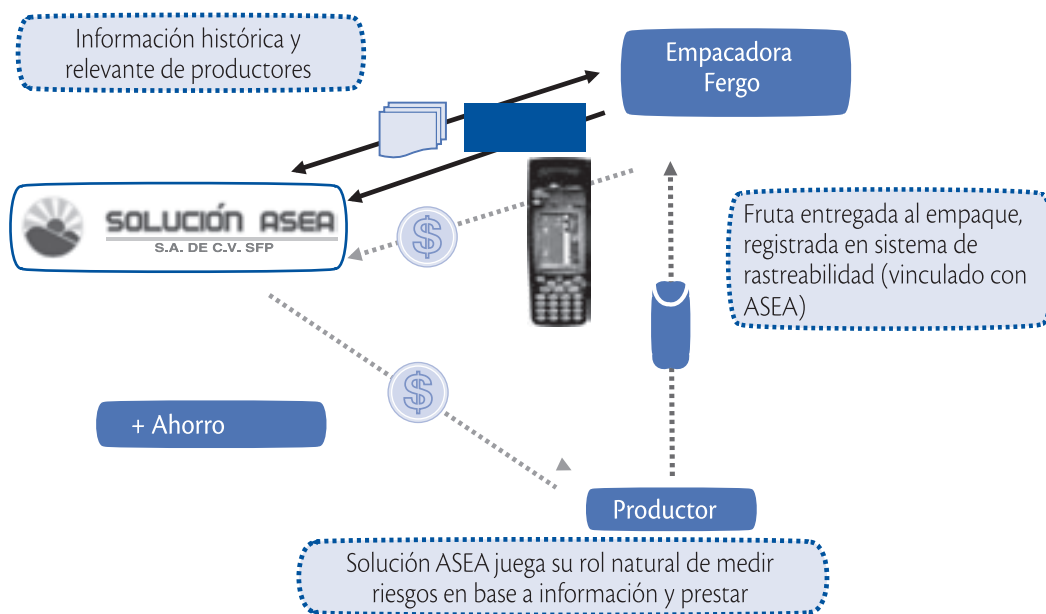 Información histórica y
relevante de productores
Empacadora
Fergo
SOLUCIÓN ASEA
S.A. DE C.V. SFP
$
Fruta entregada al empaque,
registrada en sistema de
rastreabilidad (vinculado con
ASEA)
$
+ Ahorro
Productor
Solución ASEA juega su rol natural de medir
riesgos en base a información y prestar